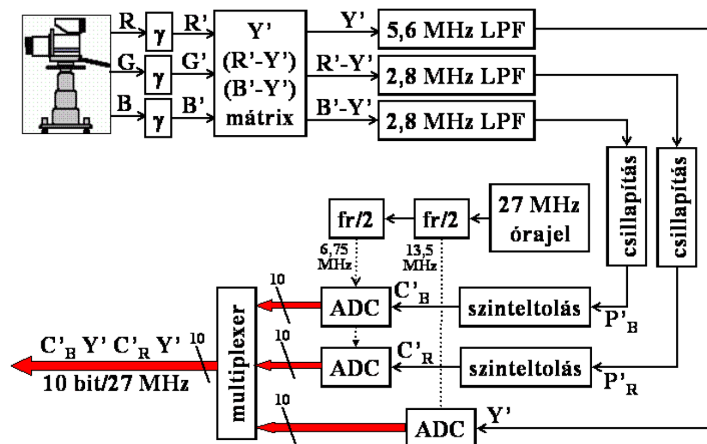 R γ R' Y' Y' 5,6 MHz LPF
G γ G' (R'-Y') R'-Y' 2,8 MHz LPF
B γ B' (B'-Y') B'-Y' 2,8 MHz LPF
mátrix
csillapítás
csillapítás
fr/2
fr/2
27 MHz
órajel
6,75
MHz
13,5
MHz
10 ADC C'B szinteltolás P'B
10 ADC C'R szinteltolás P'R
10 ADC Y'
multiplexer
C'B Y' C'R Y' 10
10 bit/27 MHz